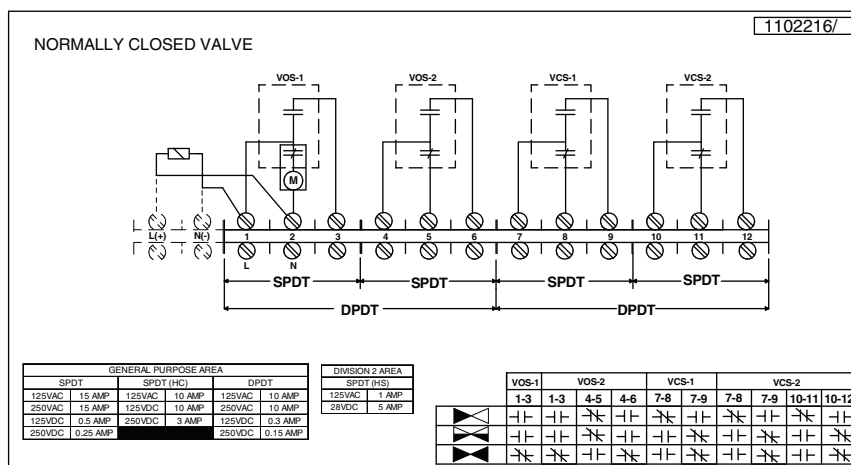 1102216/
NORMALLY CLOSED VALVE
VOS-1 VOS-2 VCS-1 VCS-2
M
L(+) N(-) 1 2 3 4 5 6 7 8 9 10 11 12
L N
SPDT SPDT SPDT SPDT
DPDT DPDT
GENERAL PURPOSE AREA
SPDT SPDT (HC) DPDT
125VAC 15 AMP 125VAC 10 AMP 125VAC 10 AMP
250VAC 15 AMP 125VDC 10 AMP 250VAC 10 AMP
125VDC 0.5 AMP 250VDC 3 AMP 125VDC 0.3 AMP
250VDC 0.25 AMP 250VDC 0.15 AMP
DIVISION 2 AREA
SPDT (HS)
125VAC 1 AMP
28VDC 5 AMP
VOS-1 VOS-2 VCS-1 VCS-2
1-3 1-3 4-5 4-6 7-8 7-9 7-8 7-9 10-11 10-12